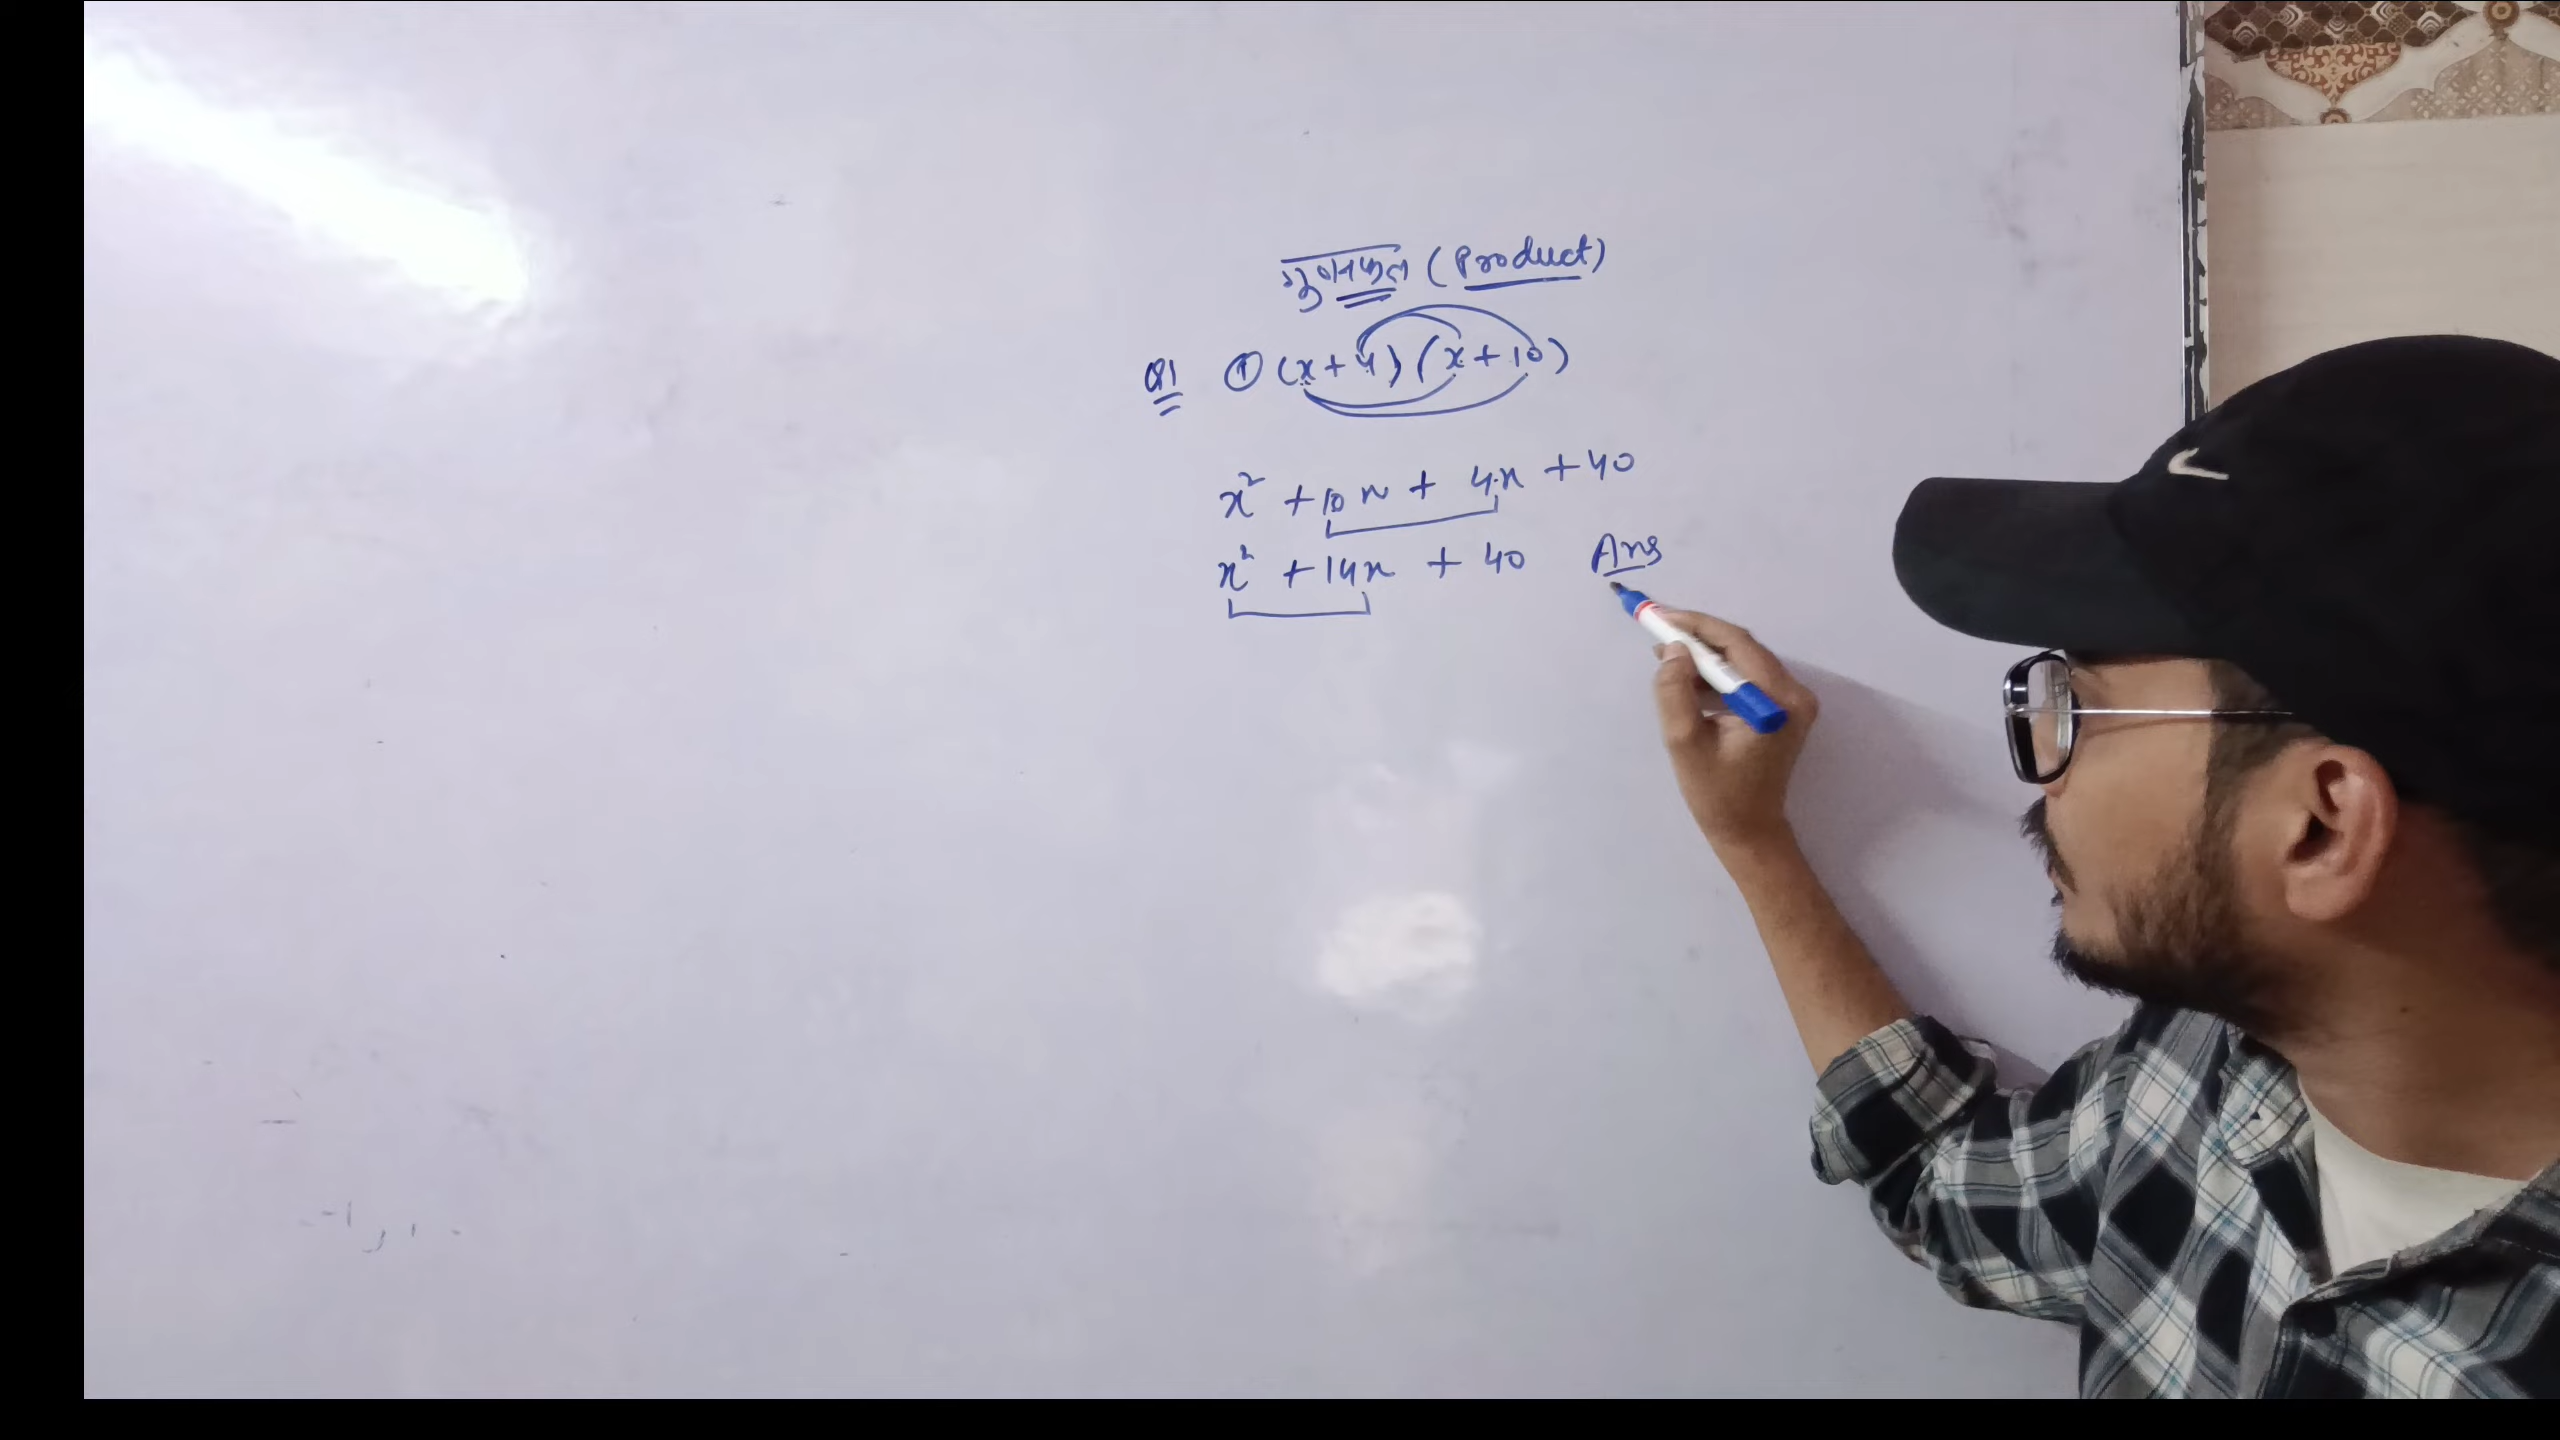 गुणनफल (Product)
Q1 ① (x + 4) (x + 10)
x² + 10x + 4x + 40
x² + 14x + 40 Ans